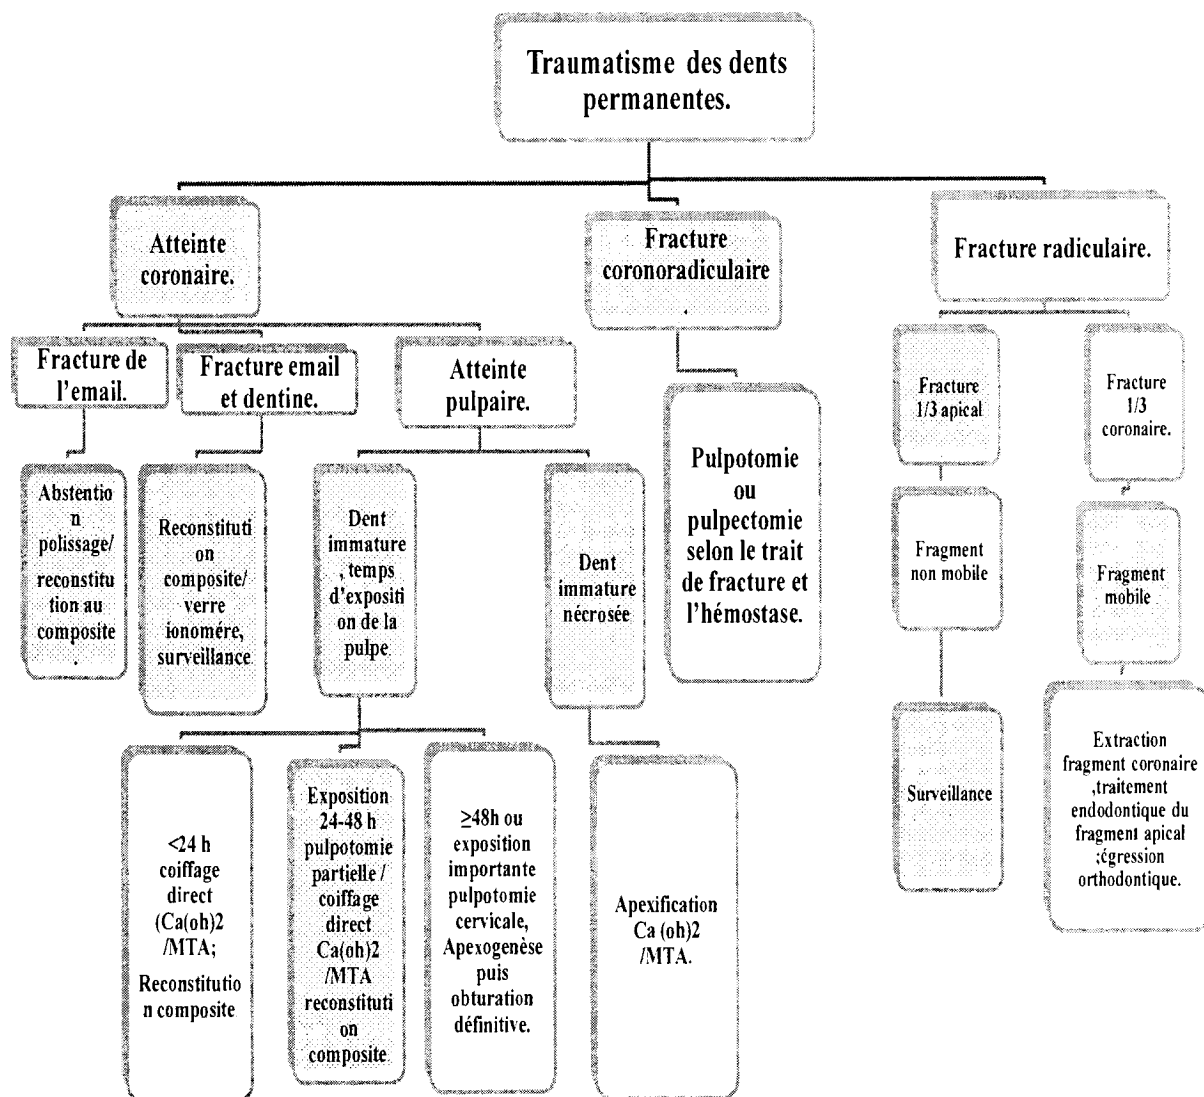 Traumatisme des dents
permanentes.
Atteinte
coronaire.
Fracture
coronoradiculaire
.
Fracture radiculaire.
Fracture de
l'email.
Fracture email
et dentine.
Atteinte
pulpaire.
Fracture
1/3 apical
Fracture
1/3
coronaire.
Abstentio
n
polissage/
reconstitu
tion au
composite
.
Reconstituti
on
composite/
verre
ionomére,
surveillance
Dent
immature
, temps
d'expositi
on de la
pulpe
Dent
immature
nécrosée
Pulpotomie
ou
pulpectomie
selon le trait
de fracture et
l'hémostase.
Fragment
non mobile
Fragment
mobile
<24 h
coiffage
direct
(Ca(oh)2
/MTA;
Reconstitutio
n composite
Exposition
24-48 h
pulpotomie
partielle /
coiffage
direct
Ca(oh)2
/MTA
reconstituti
on
composite
≥48h ou
exposition
importante
pulpotomie
cervicale,
Apexogenèse
puis
obturation
définitive.
Apexification
Ca (oh)2
/MTA.
Surveillance
Extraction
fragment coronaire
,traitement
endodontique du
fragment apical
;égression
orthodontique.